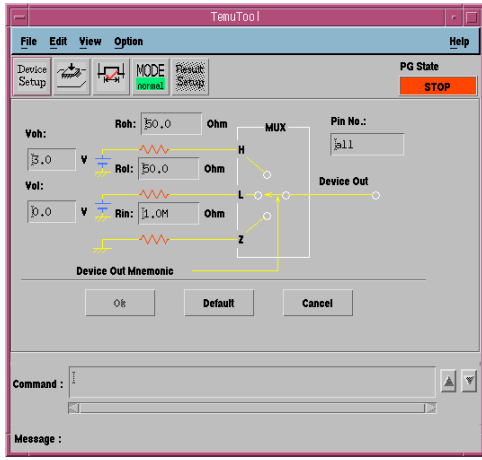 TemuTool
File Edit View Option Help
Device Setup
MODE
normal
Result Setup
PG State
STOP
Voh:
3.0 V
Vol:
0.0 V
Roh: 50.0 Ohm
Rol: 50.0 Ohm
Rin: 1.0M Ohm
MUX
H
L
Z
Pin No.:
all
Device Out
Device Out Mnemonic
Ok Default Cancel
Command :
Message :